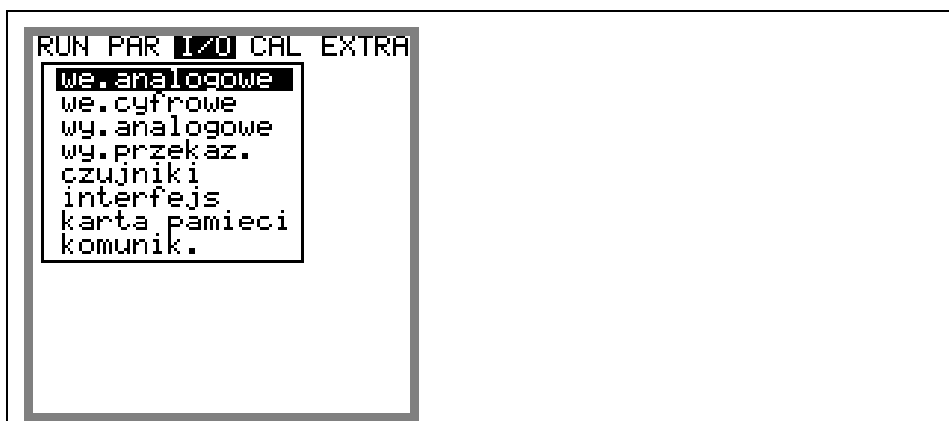 RUN PAR I/O CAL EXTRA
we.analogowe
we.cyfrowe
wy.analogowe
wy.przekaz.
czujniki
interfejs
karta pamieci
komunik.